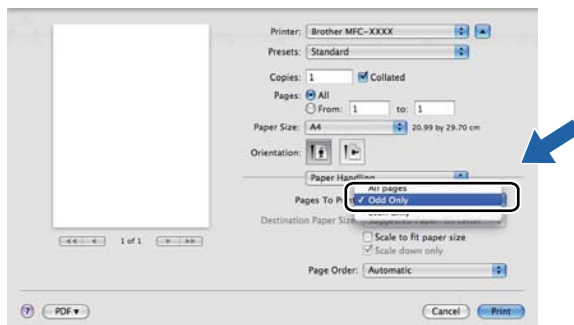 Printer: Brother MFC-XXXX
Presets: Standard
Copies: 1 Collated
Pages: All
From: 1 to: 1
Paper Size: A4 20.99 by 29.70 cm
Orientation:
Paper Handling
All pages
Pages To Pri ✓ Odd Only
Destination Paper Size
1 of 1
Scale to fit paper size
Scale down only
Page Order: Automatic
? PDF ▼ Cancel Print